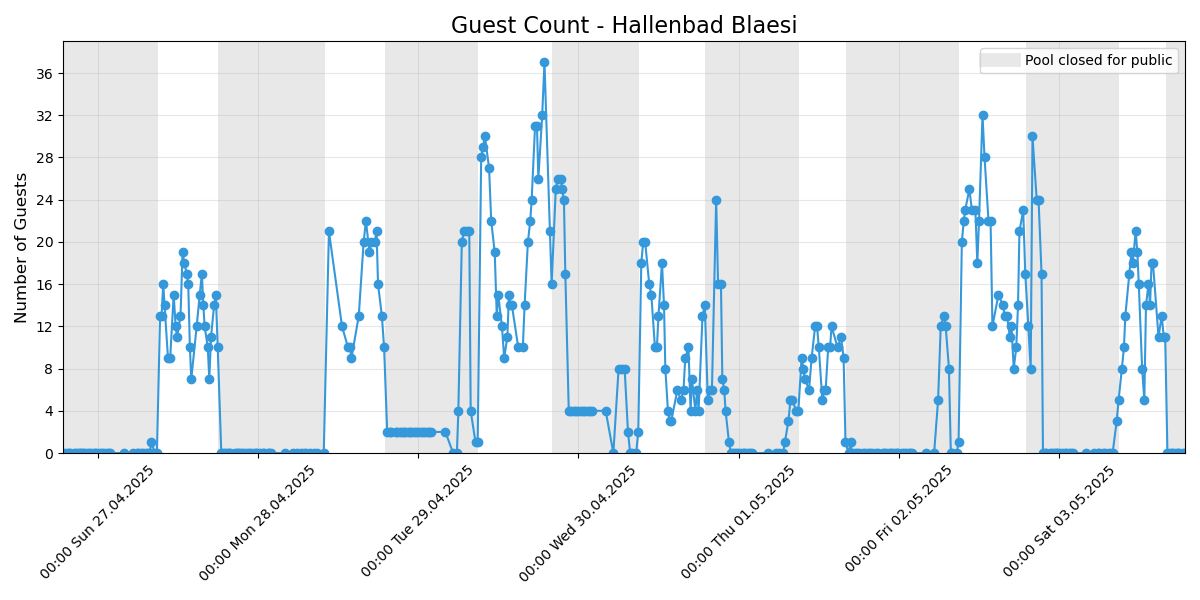 Guest Count - Hallenbad Blaesi
Pool closed for public
Number of Guests
36
32
28
24
20
16
12
8
4
0
00:00 Sun 27.04.2025
00:00 Mon 28.04.2025
00:00 Tue 29.04.2025
00:00 Wed 30.04.2025
00:00 Thu 01.05.2025
00:00 Fri 02.05.2025
00:00 Sat 03.05.2025